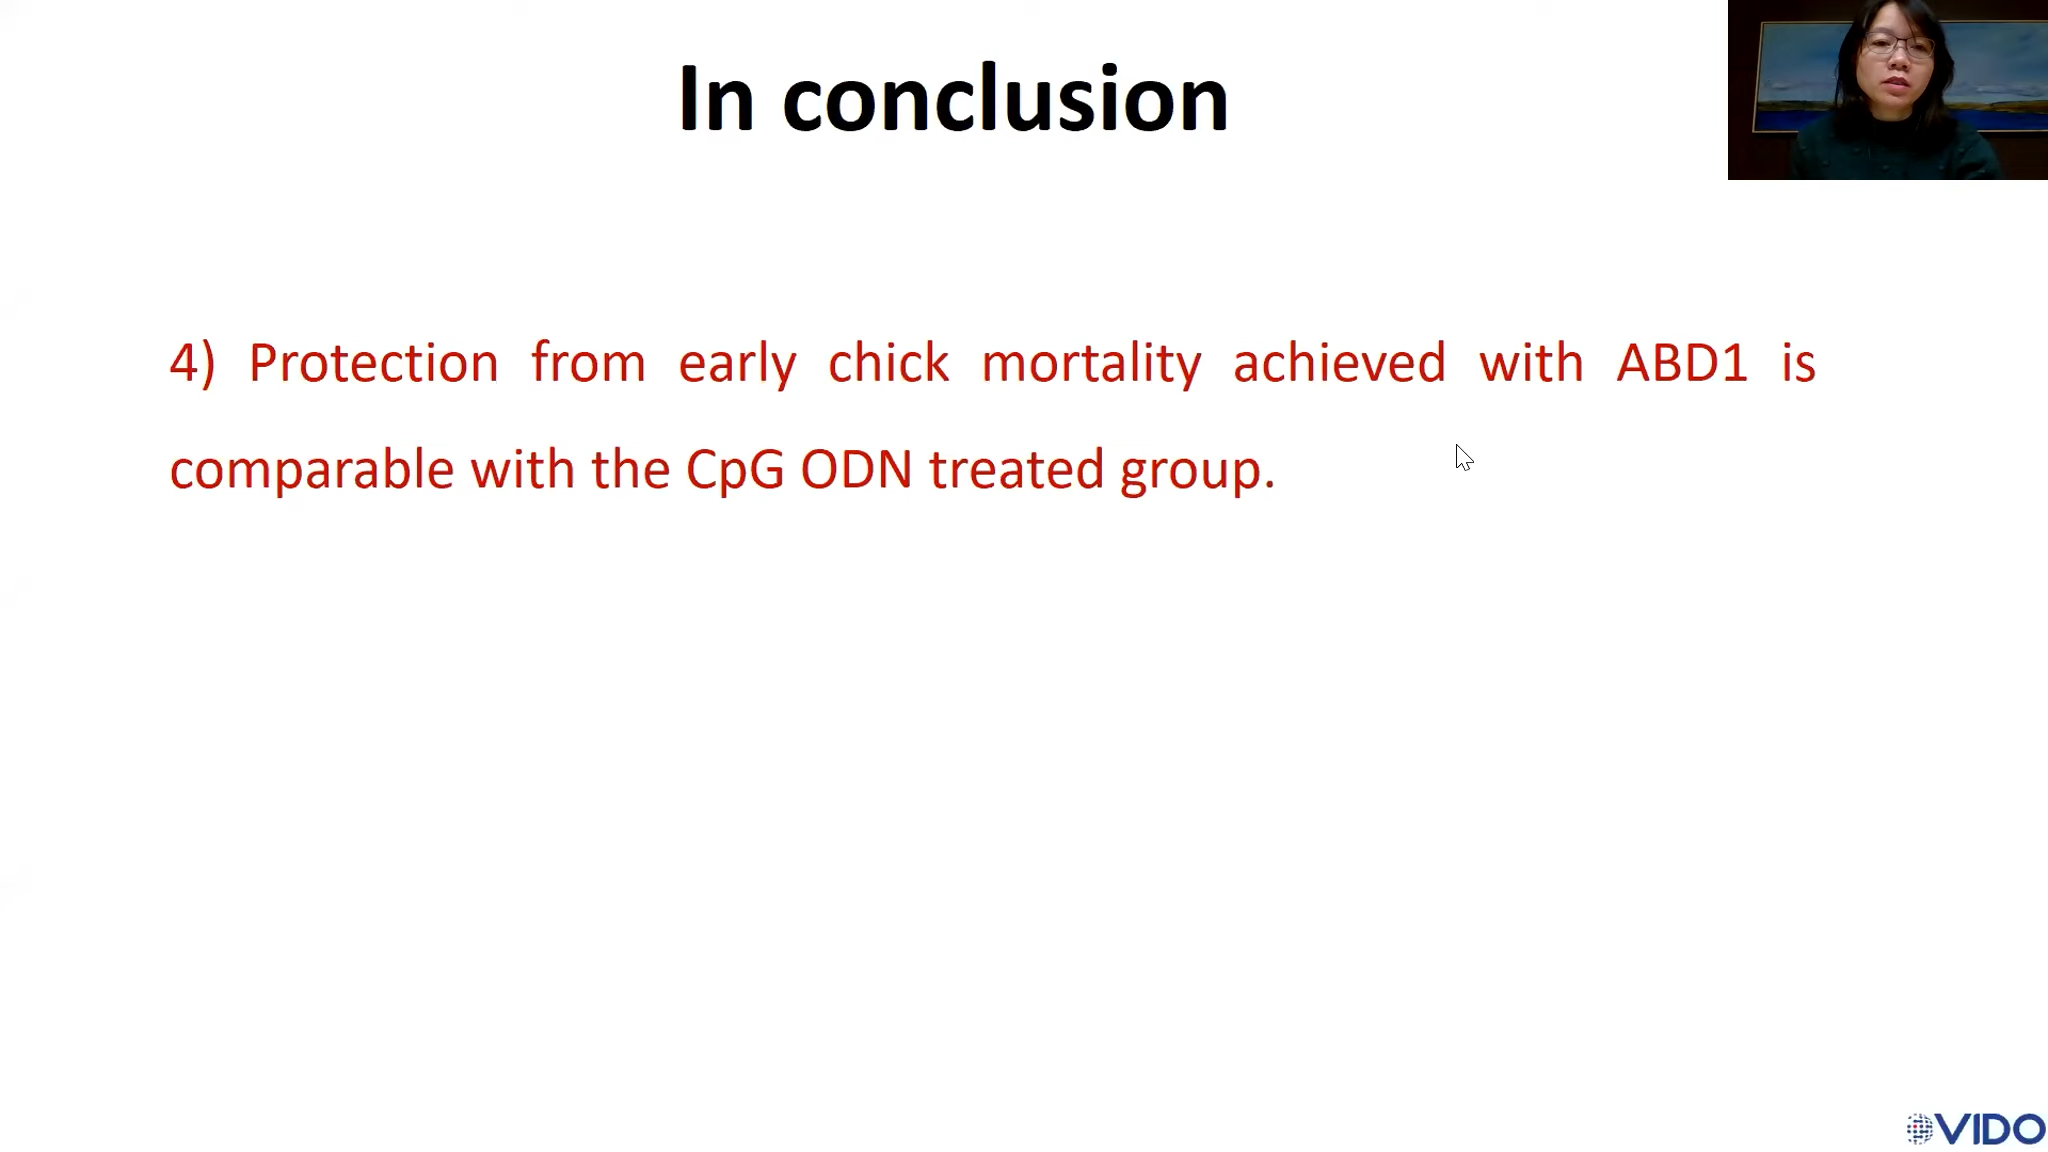 In conclusion
4) Protection from early chick mortality achieved with ABD1 is
comparable with the CpG ODN treated group.
VIDO